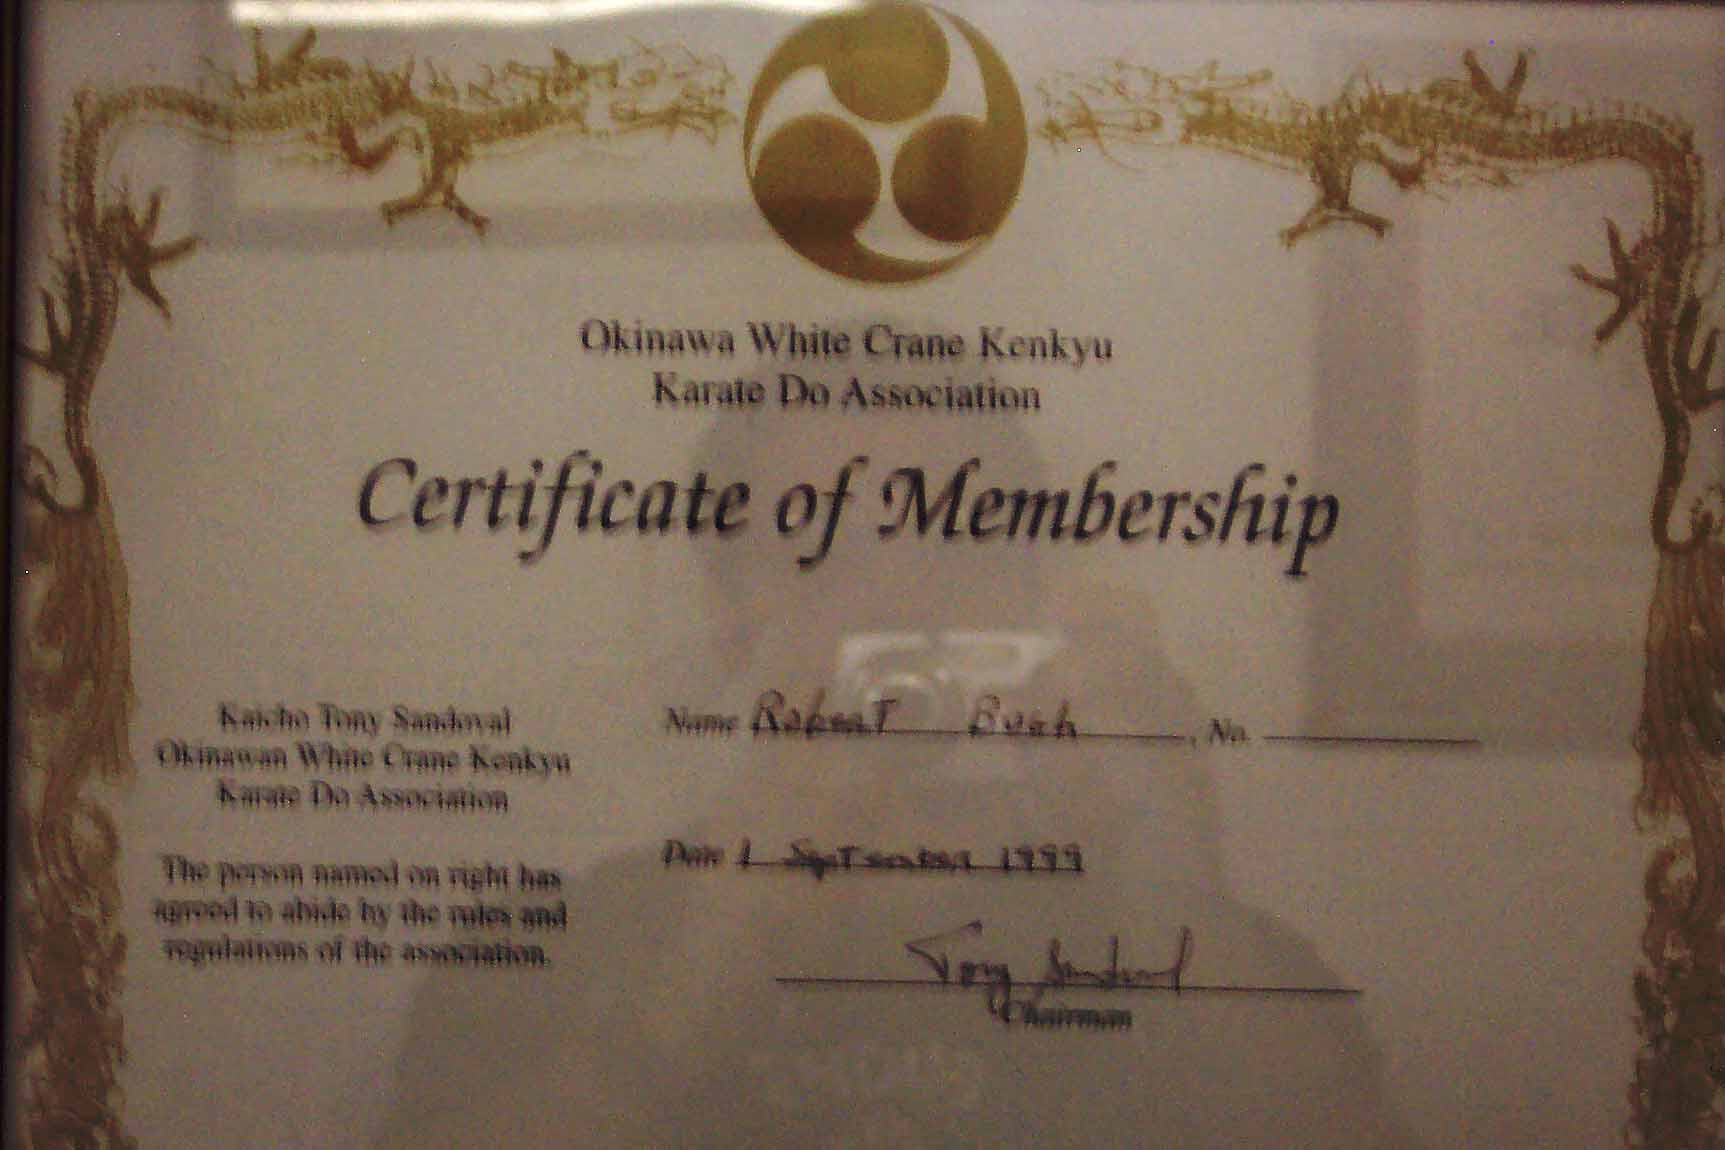 Okinawa White Crane Kenkyu
Karate Do Association
Certificate of Membership
Kaicho Tony Sandoval
Okinawan White Crane Kenkyu
Karate Do Association
The person named on right has
agreed to abide by the rules and
regulations of the association.
Name Robert Bush, No.
Date 1 September 1999
Tony Sandoval
Chairman